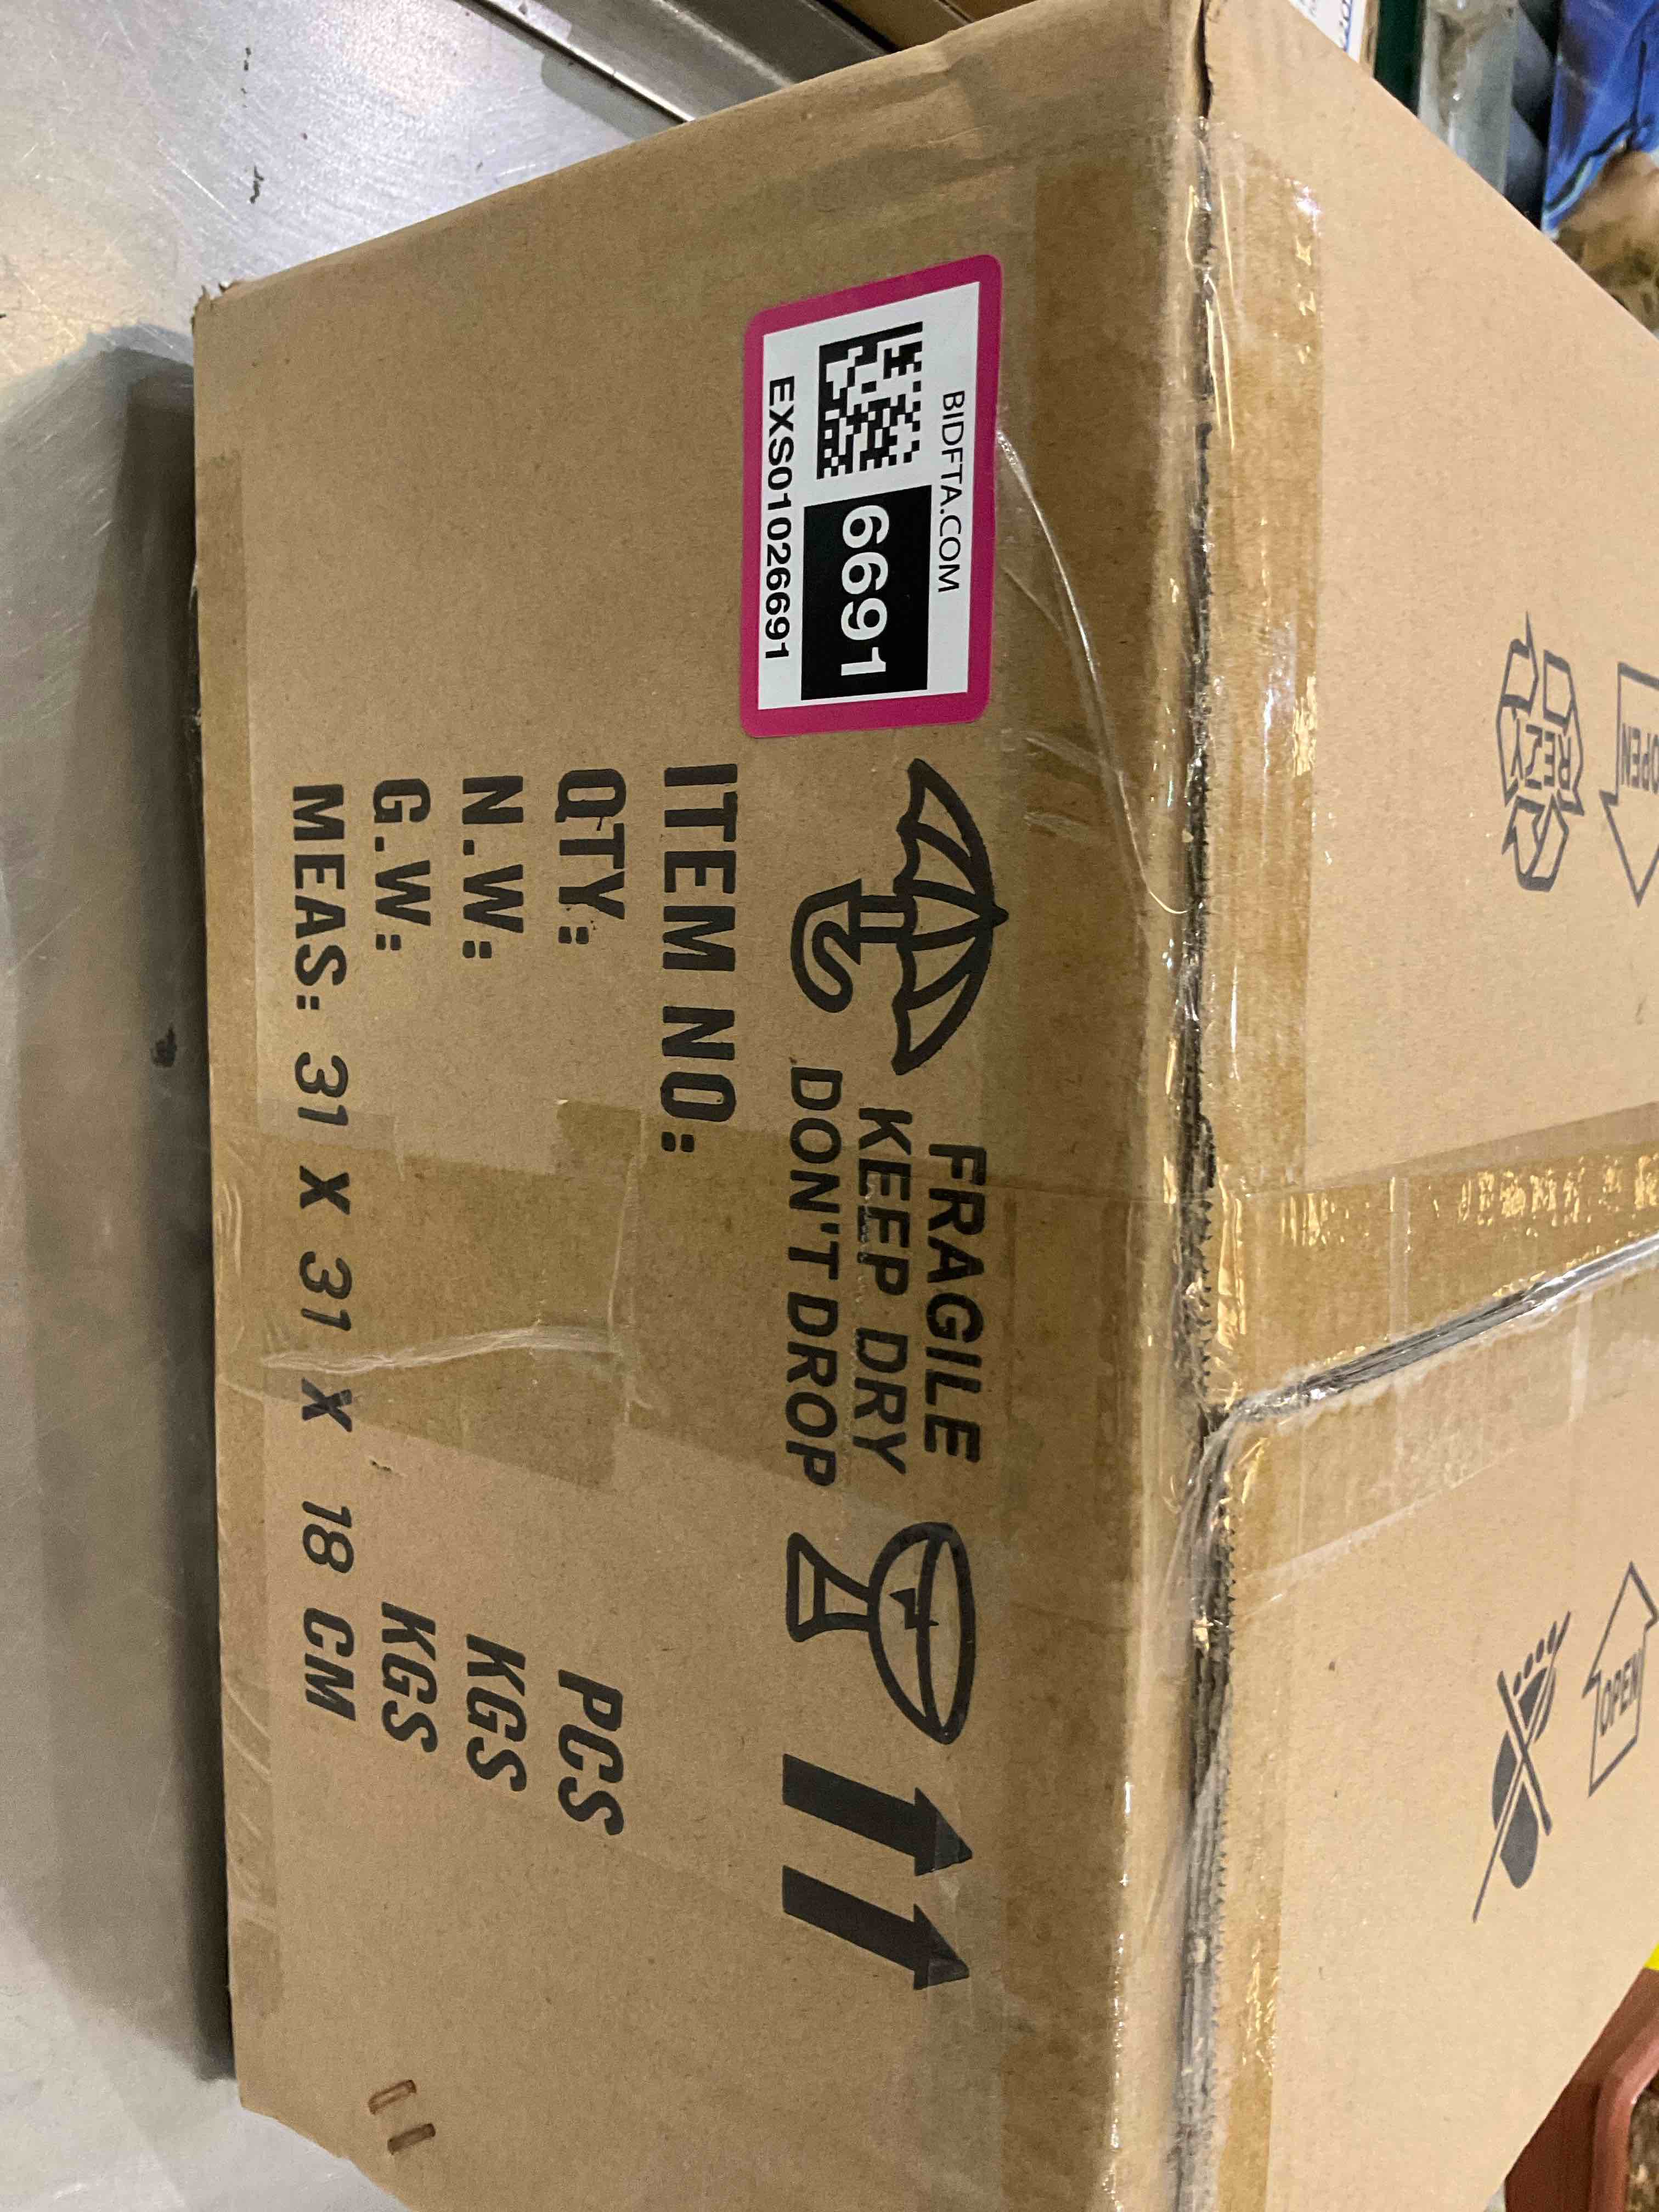 BIDFTA.COM
6691
EXS01026691
FRAGILE
KEEP DRY
DON'T DROP
ITEM NO:
QTY: PCS
N.W: KGS
G.W: KGS
MEAS: 31 X 31 X 18 CM
OPEN
RESY
OPEN